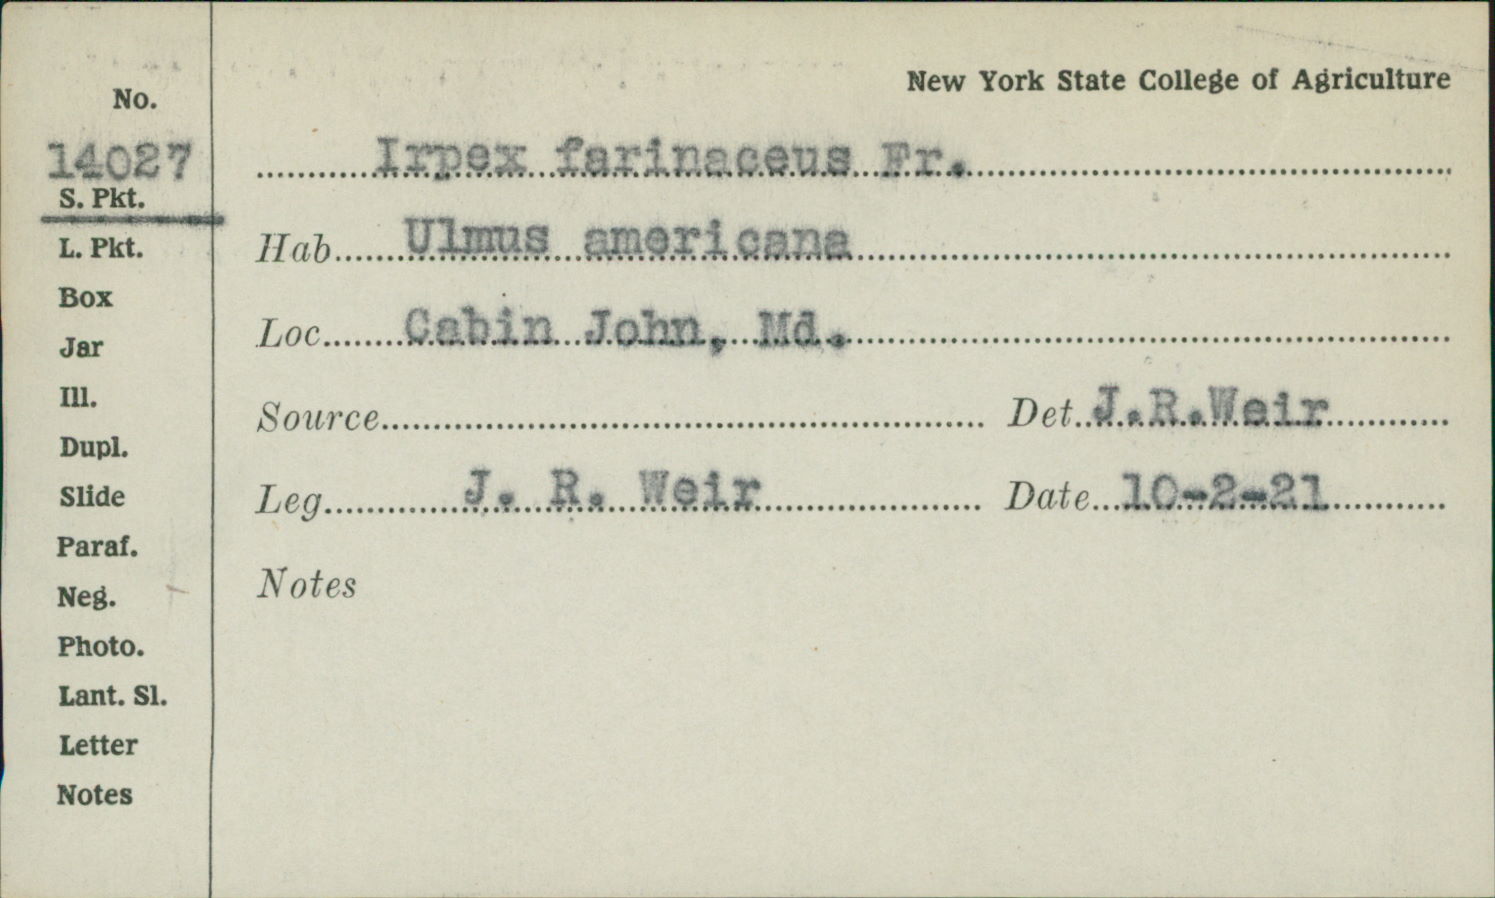 New York State College of Agriculture
No.
14027
Irpex farinaceus Fr.
S. Pkt.
L. Pkt.
Hab. Ulmus americana
Box
Loc. Cabin John, Md.
Jar
Ill.
Source Det. J.R.Weir
Dupl.
Slide
Leg. J. R. Weir Date 10-2-21
Paraf.
Neg.
Notes
Photo.
Lant. Sl.
Letter
Notes